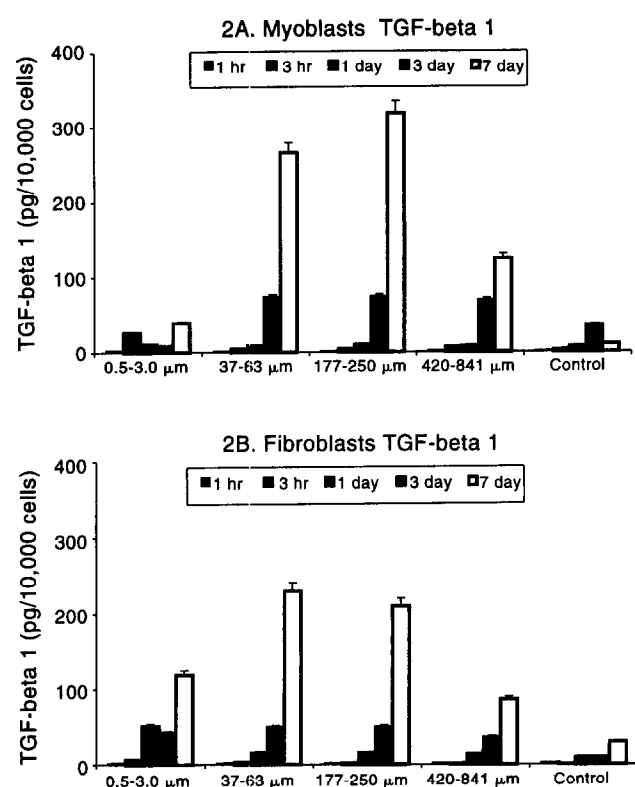 2A. Myoblasts TGF-beta 1
1 hr 3 hr 1 day 3 day 7 day
TGF-beta 1 (pg/10,000 cells)
400
300
200
100
0
0.5-3.0 μm 37-63 μm 177-250 μm 420-841 μm Control
2B. Fibroblasts TGF-beta 1
1 hr 3 hr 1 day 3 day 7 day
TGF-beta 1 (pg/10,000 cells)
400
300
200
100
0
0.5-3.0 μm 37-63 μm 177-250 μm 420-841 μm Control